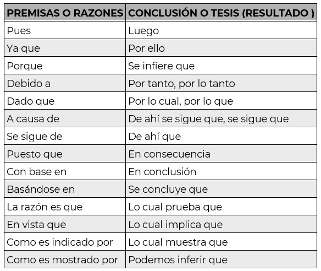 PREMISAS O RAZONES CONCLUSIÓN O TESIS (RESULTADO )
Pues Luego
Ya que Por ello
Porque Se infiere que
Debido a Por tanto, por lo tanto
Dado que Por lo cual, por lo que
A causa de De ahí se sigue que, se sigue que
Se sigue de De ahí que
Puesto que En consecuencia
Con base en En conclusión
Basándose en Se concluye que
La razón es que Lo cual prueba que
En vista que Lo cual implica que
Como es indicado por Lo cual muestra que
Como es mostrado por Podemos inferir que